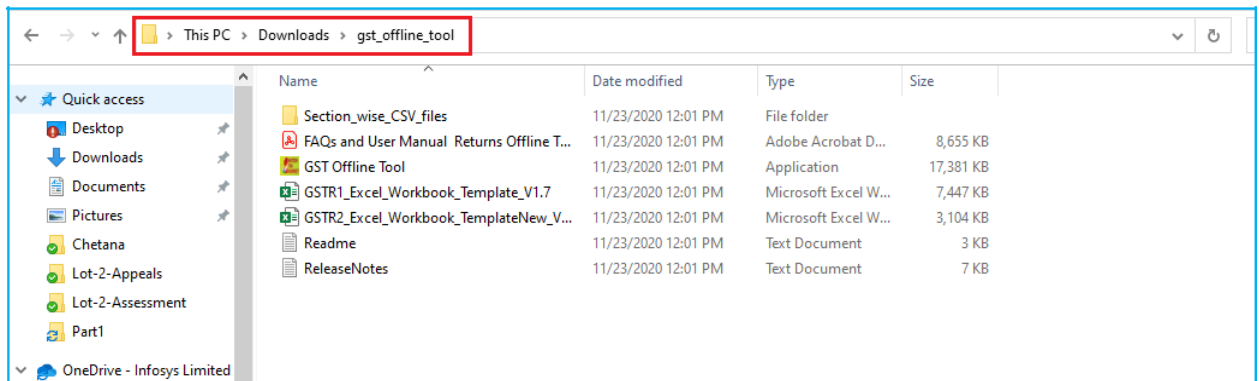 This PC > Downloads > gst_offline_tool
Name Date modified Type Size
Quick access
Desktop
Downloads
Documents
Pictures
Chetana
Lot-2-Appeals
Lot-2-Assessment
Part1
OneDrive - Infosys Limited
Section_wise_CSV_files 11/23/2020 12:01 PM File folder
FAQs and User Manual Returns Offline T... 11/23/2020 12:01 PM Adobe Acrobat D... 8,655 KB
GST Offline Tool 11/23/2020 12:01 PM Application 17,381 KB
GSTR1_Excel_Workbook_Template_V1.7 11/23/2020 12:01 PM Microsoft Excel W... 7,447 KB
GSTR2_Excel_Workbook_TemplateNew_V... 11/23/2020 12:01 PM Microsoft Excel W... 3,104 KB
Readme 11/23/2020 12:01 PM Text Document 3 KB
ReleaseNotes 11/23/2020 12:01 PM Text Document 7 KB